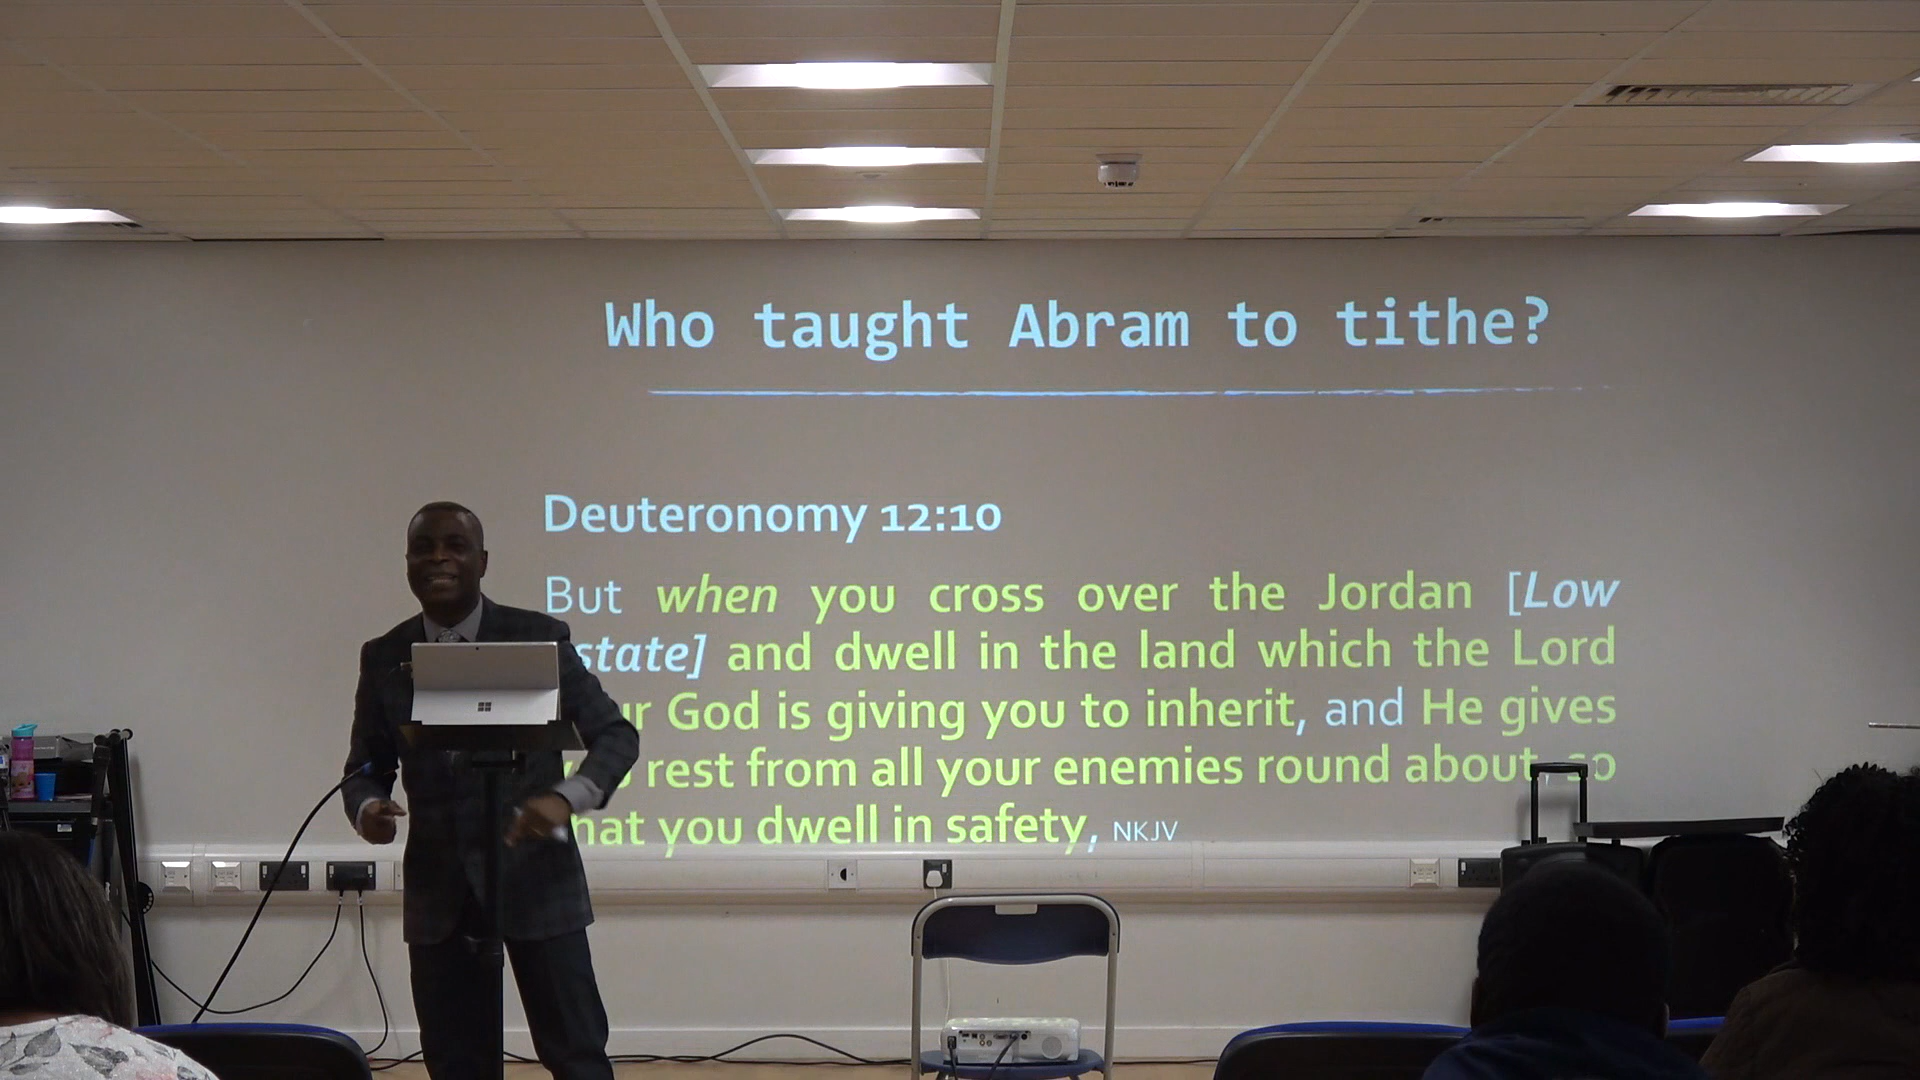 Who taught Abram to tithe?
Deuteronomy 12:10
But when you cross over the Jordan [Low
state] and dwell in the land which the Lord
God is giving you to inherit, and He gives
rest from all your enemies round about, so
that you dwell in safety, NKJV